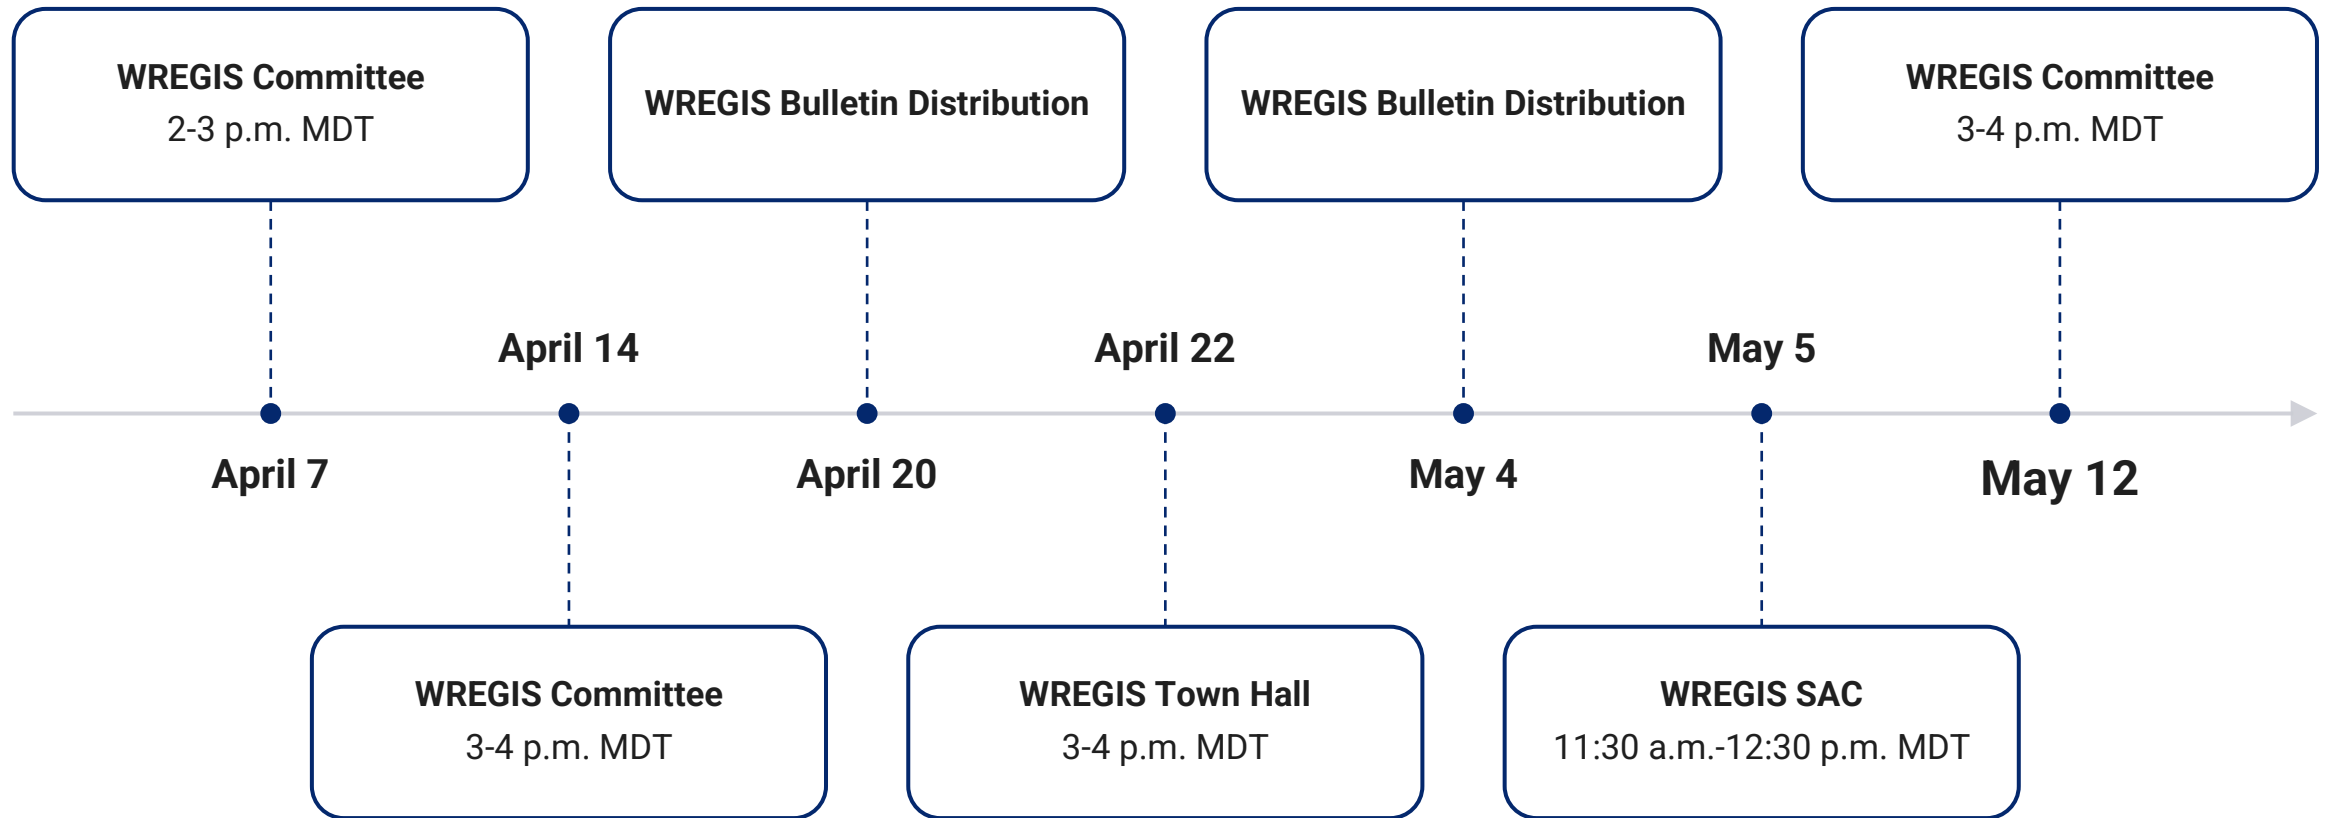 WREGIS Committee
2-3 p.m. MDT
WREGIS Bulletin Distribution
WREGIS Bulletin Distribution
WREGIS Committee
3-4 p.m. MDT
April 14
April 22
May 5
April 7
April 20
May 4
May 12
WREGIS Committee
3-4 p.m. MDT
WREGIS Town Hall
3-4 p.m. MDT
WREGIS SAC
11:30 a.m.-12:30 p.m. MDT